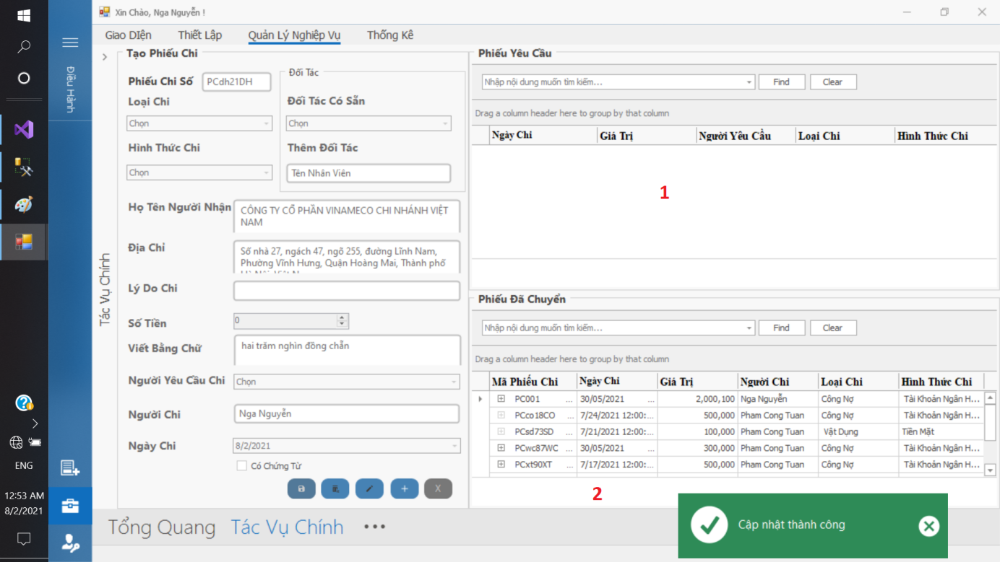 Xin Chào, Nga Nguyễn !
Giao DIện Thiết Lập Quản Lý Nghiệp Vụ Thống Kê
Điều Hành
Tác Vụ Chính
Tạo Phiếu Chi
Phiếu Chi Số PCdh21DH
Loại Chi
Chọn
Hình Thức Chi
Chọn
Đối Tác
Đối Tác Có Sẵn
Chọn
Thêm Đối Tác
Tên Nhân Viên
Họ Tên Người Nhận CÔNG TY CỔ PHẦN VINAMECO CHI NHÁNH VIỆT
NAM
Địa Chỉ Số nhà 27, ngách 47, ngõ 255, đường Lĩnh Nam,
Phường Vĩnh Hưng, Quận Hoàng Mai, Thành phố
Lý Do Chi
Số Tiền 0
Viết Bằng Chữ hai trăm nghìn đồng chẵn
Người Yêu Cầu Chi Chọn
Người Chi Nga Nguyễn
Ngày Chi 8/2/2021
Có Chứng Từ
X
Phiếu Yêu Cầu
Nhập nội dung muốn tìm kiếm... Find Clear
Drag a column header here to group by that column
Ngày Chi Giá Trị Người Yêu Cầu Loại Chi Hình Thức Chi
1
Phiếu Đã Chuyển
Nhập nội dung muốn tìm kiếm... Find Clear
Drag a column header here to group by that column
Mã Phiếu Chi Ngày Chi Giá Trị Người Chi Loại Chi Hình Thức Chi
PC001 ... 30/05/2021 ... 2,000,100 Nga Nguyễn Công Nợ Tài Khoản Ngân H...
PCco18CO ... 7/24/2021 12:00:... 500,000 Pham Cong Tuan Công Nợ Tài Khoản Ngân H...
PCsd73SD ... 7/21/2021 12:00:... 100,000 Pham Cong Tuan Vật Dụng Tiền Mặt
PCwc87WC ... 30/05/2021 ... 300,000 Pham Cong Tuan Công Nợ Tài Khoản Ngân H...
PCxt90XT ... 7/17/2021 12:00:... 500,000 Pham Cong Tuan Công Nợ Tài Khoản Ngân H...
2
Cập nhật thành công
Tổng Quang Tác Vụ Chính •••
ENG
12:53 AM
8/2/2021